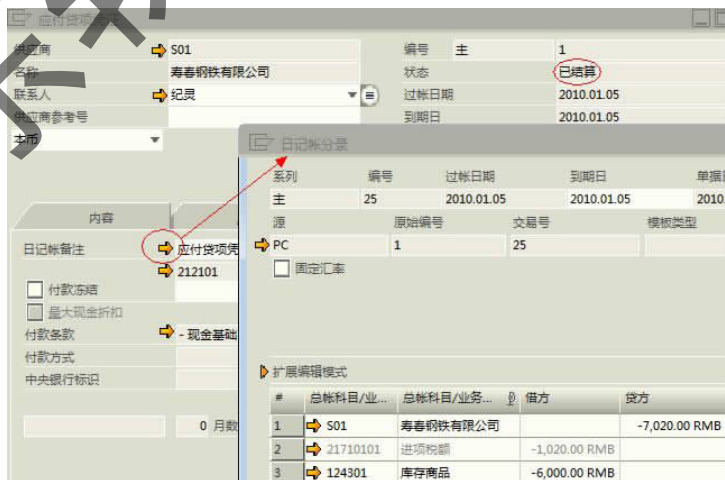 应付贷项凭证
供应商 S01 编号 主 1
名称 寿春钢铁有限公司 状态 已结算
联系人 纪灵 过帐日期 2010.01.05
供应商参考号 到期日 2010.01.05
本币
日记帐分录
系列 编号 过帐日期 到期日 单据
主 25 2010.01.05 2010.01.05 2010.
内容
源 原始编号 交易号 模板类型
日记帐备注 应付贷项凭
PC 1 25
212101
固定汇率
付款冻结
最大现金折扣
付款条款 - 现金基础
付款方式
中央银行标识
扩展编辑模式
# 总帐科目/业... 总帐科目/业务... 借方 贷方
0 月数
1 S01 寿春钢铁有限公司 -7,020.00 RMB
2 21710101 进项税额 -1,020.00 RMB
3 124301 库存商品 -6,000.00 RMB